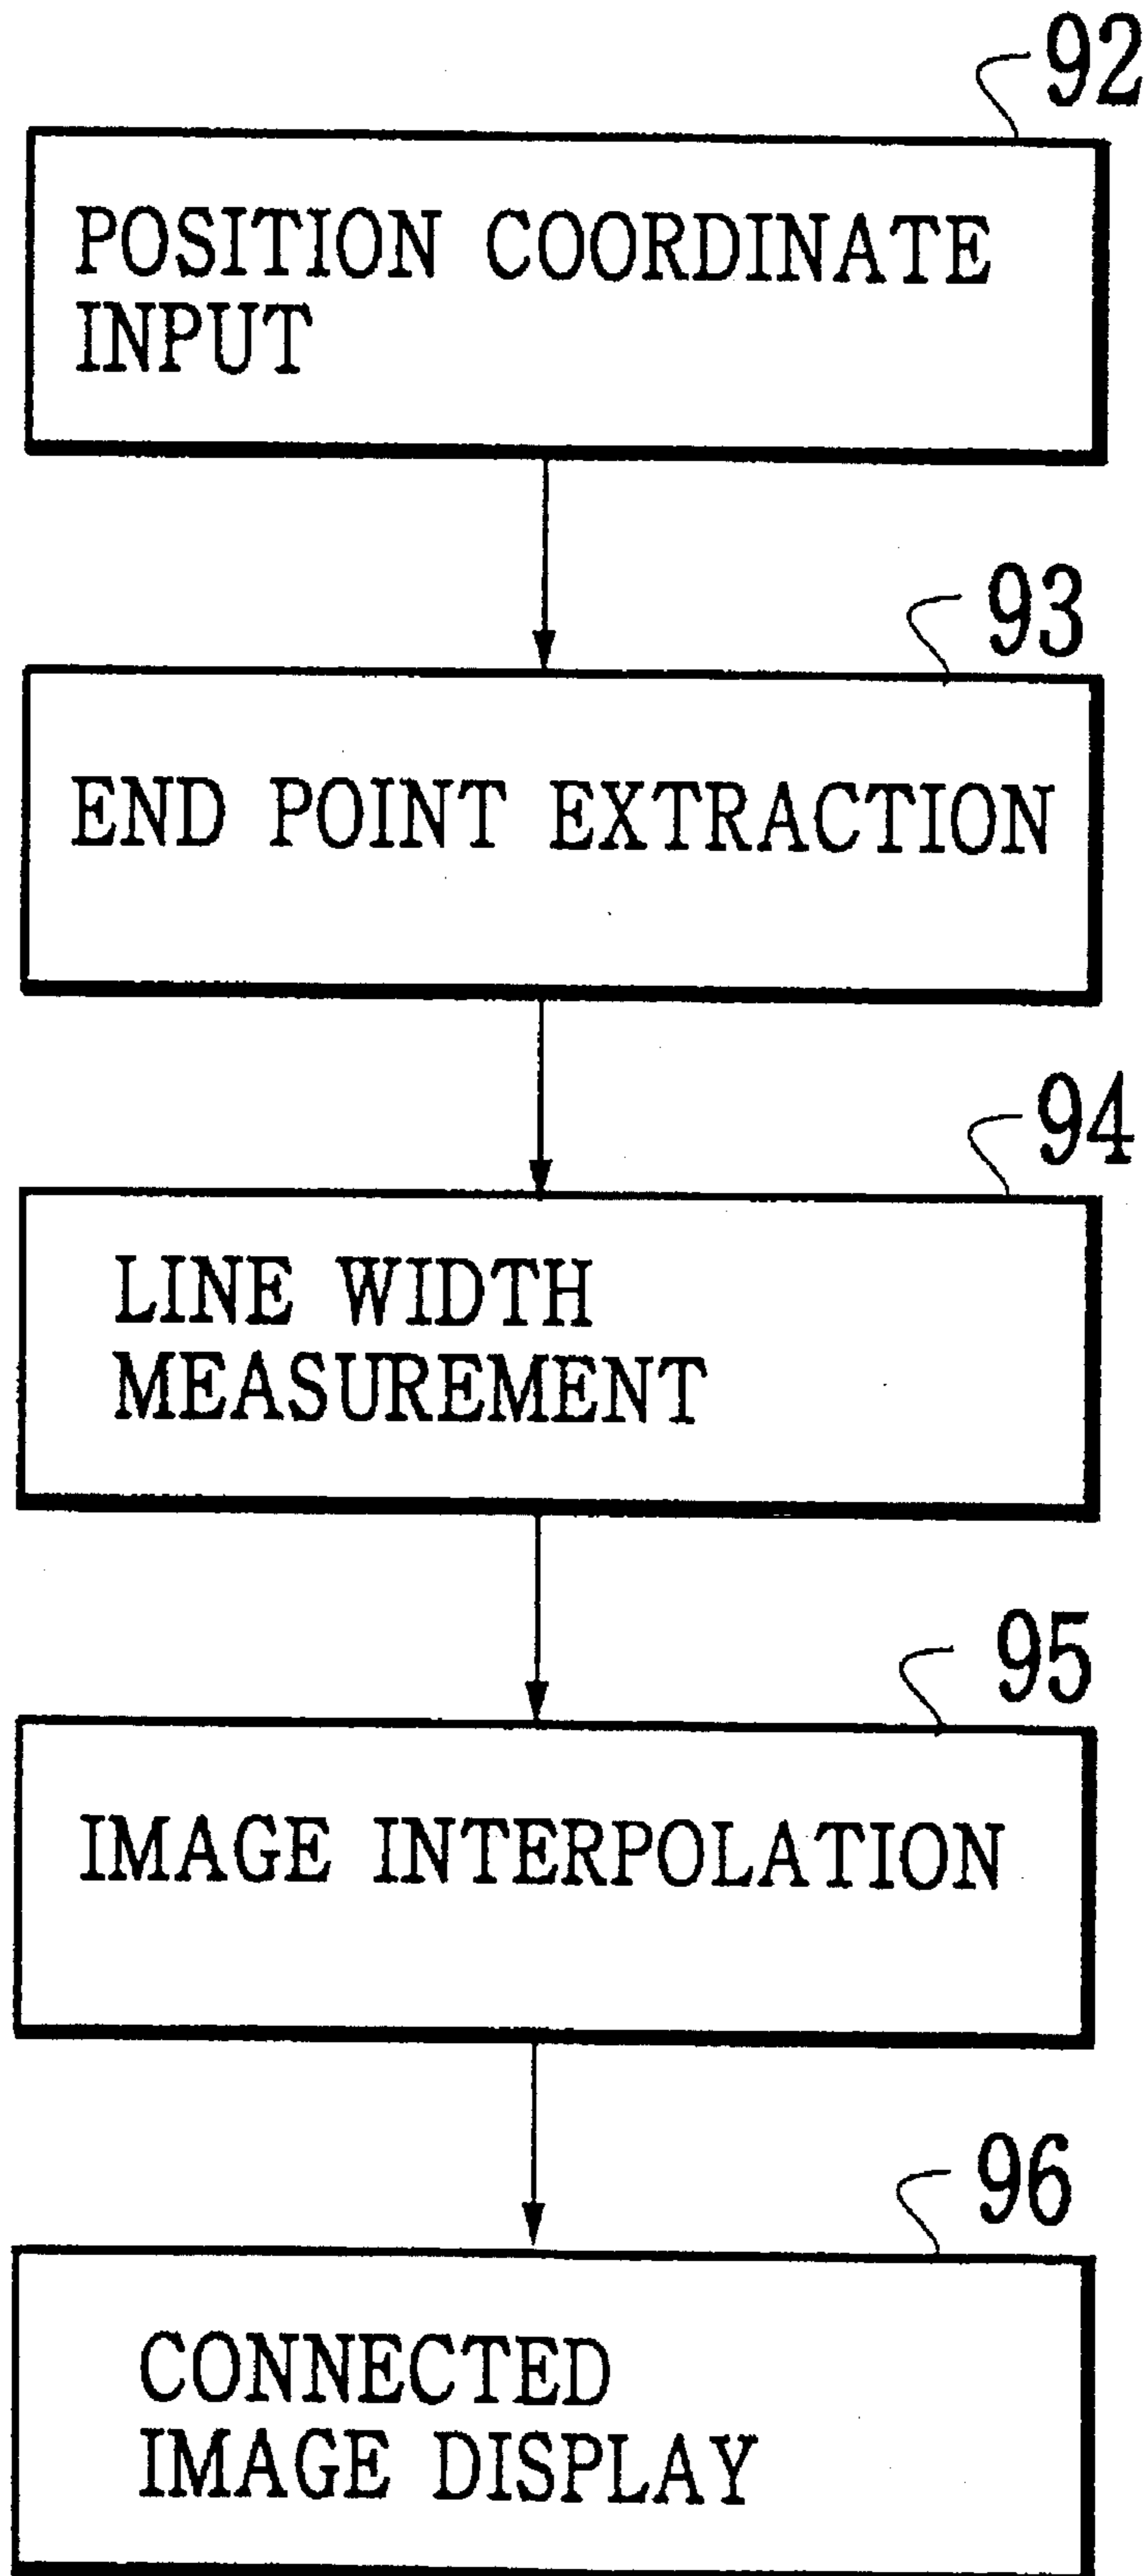 92
POSITION COORDINATE
INPUT
93
END POINT EXTRACTION
94
LINE WIDTH
MEASUREMENT
95
IMAGE INTERPOLATION
96
CONNECTED
IMAGE DISPLAY